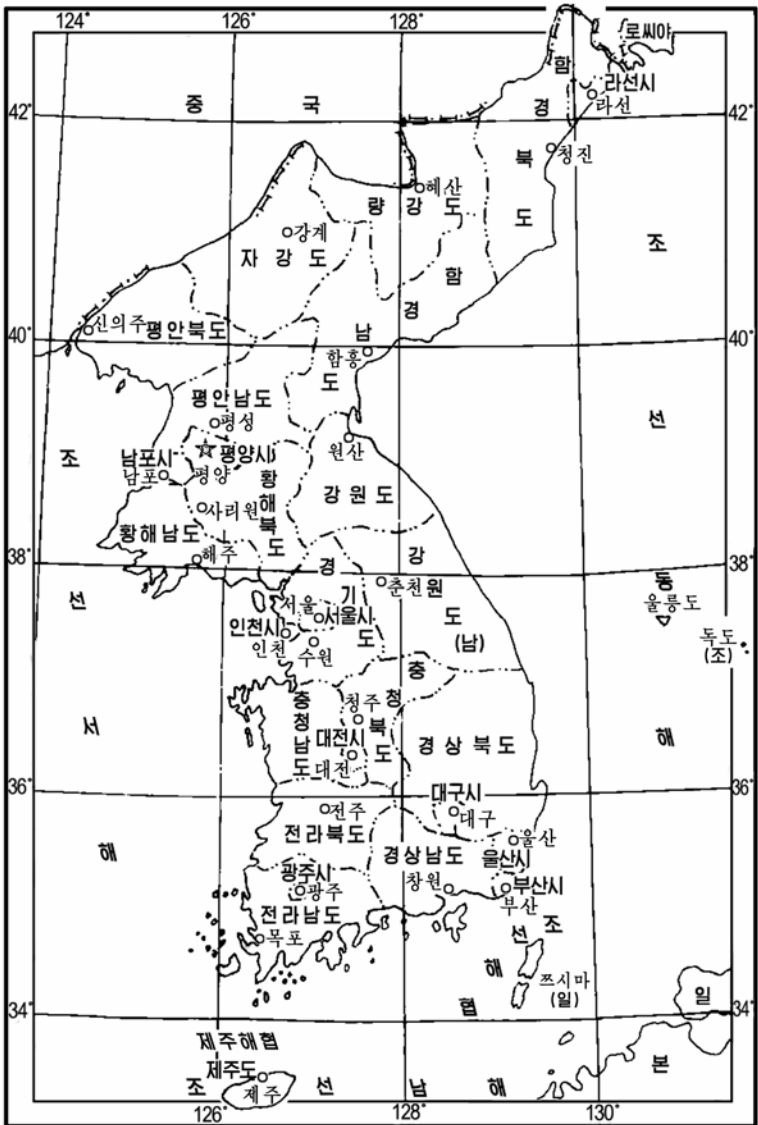 124°
126°
128°
로씨야
함
라선시
라선
42°
중 국
경
42°
북
청진
혜산
량 강 도
도
강계
자 강 도
조
함
경
신의주
평안북도
남
40°
40°
함흥
도
평안남도
평성
선
조
남포시
평양시
원산
남포
평양
황
해
북
도
강 원 도
사리원
황해남도
38°
해주
경
기
도
강
원
도
(남)
38°
춘천
동
울릉도
선
서울
서울시
인천시
인천
수원
독도
(조)
충
청
북
도
충
청
남
도
청주
서
대전시
대전
경 상 북 도
해
36°
36°
대구시
대구
전주
전라북도
울산
경상남도
울산시
해
광주시
광주
창원
부산시
부산
전라남도
조
선
해
협
목포
쯔시마
(일)
일
34°
34°
제주해협
제주도
제주
조 선 남 해
본
126°
128°
130°